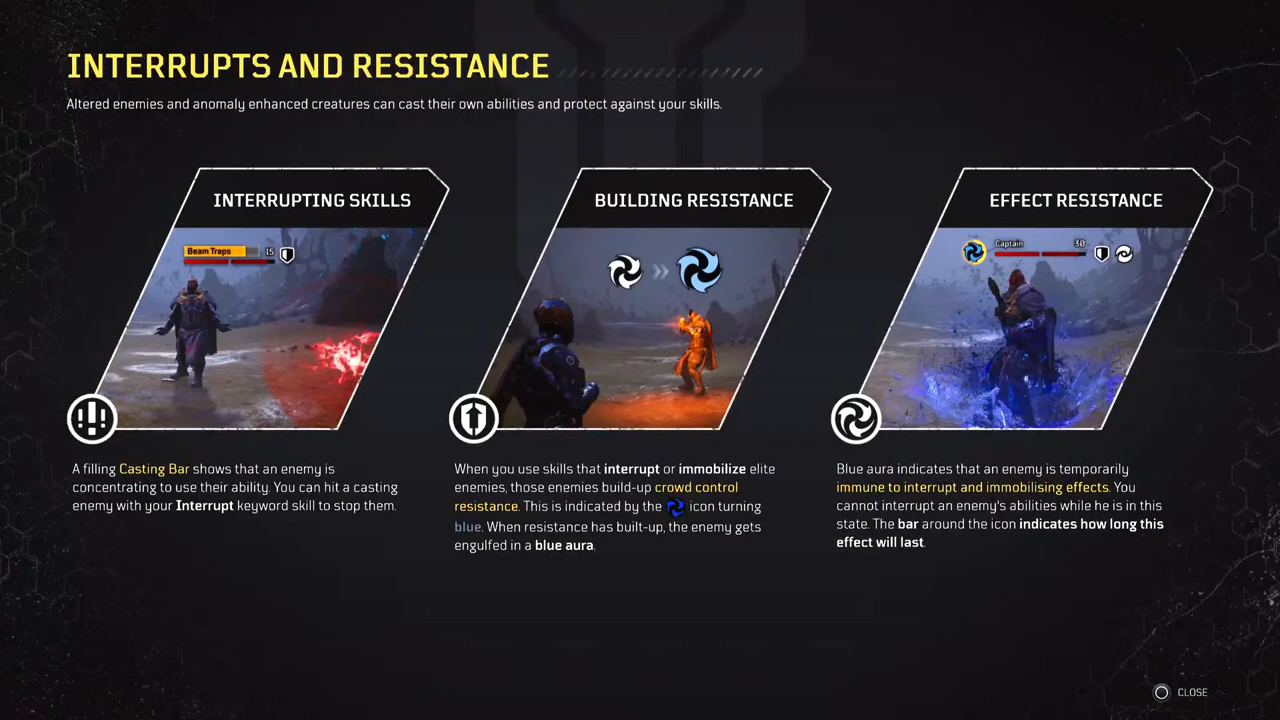 INTERRUPTS AND RESISTANCE
Altered enemies and anomaly enhanced creatures can cast their own abilities and protect against your skills.
INTERRUPTING SKILLS
Beam Traps 15
A filling Casting Bar shows that an enemy is
concentrating to use their ability. You can hit a casting
enemy with your Interrupt keyword skill to stop them.
BUILDING RESISTANCE
When you use skills that interrupt or immobilize elite
enemies, those enemies build-up crowd control
resistance. This is indicated by the icon turning
blue. When resistance has built-up, the enemy gets
engulfed in a blue aura.
EFFECT RESISTANCE
Captain 30
Blue aura indicates that an enemy is temporarily
immune to interrupt and immobilising effects. You
cannot interrupt an enemy's abilities while he is in this
state. The bar around the icon indicates how long this
effect will last.
CLOSE